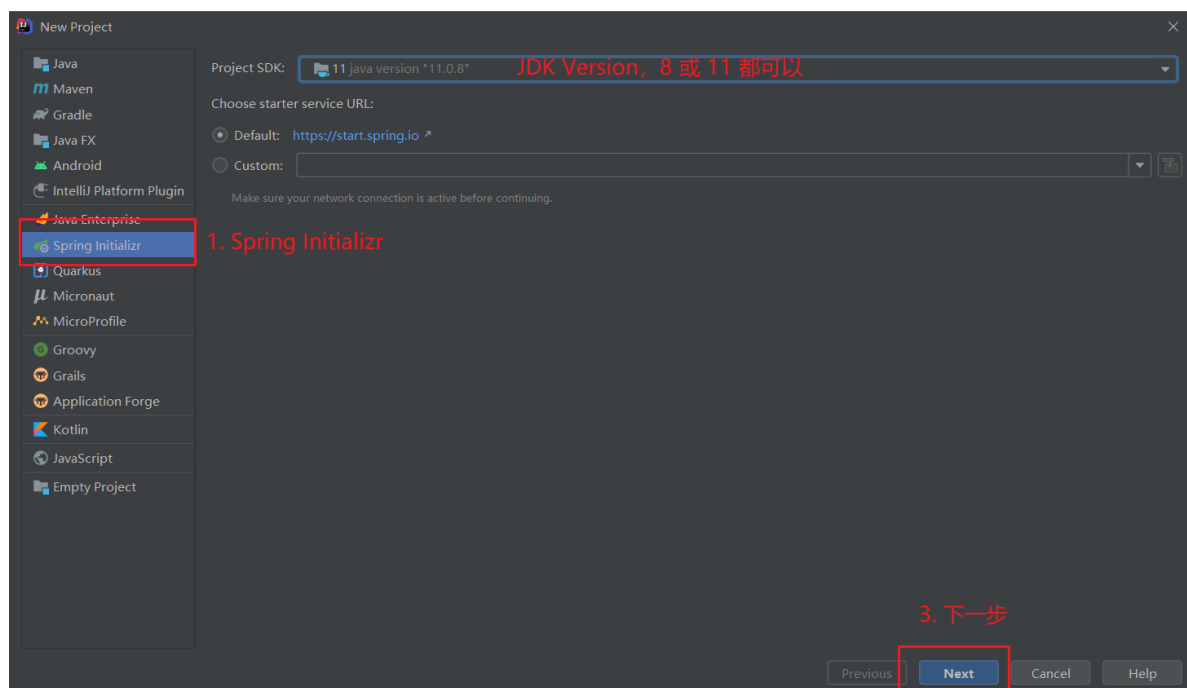 New Project
Java
Maven
Gradle
Java FX
Android
IntelliJ Platform Plugin
Java Enterprise
Spring Initializr
Quarkus
Micronaut
MicroProfile
Groovy
Grails
Application Forge
Kotlin
JavaScript
Empty Project
Project SDK: 11 java version "11.0.8" JDK Version，8 或 11 都可以
Choose starter service URL:
Default: https://start.spring.io
Custom:
Make sure your network connection is active before continuing.
1. Spring Initializr
3. 下一步
Previous Next Cancel Help